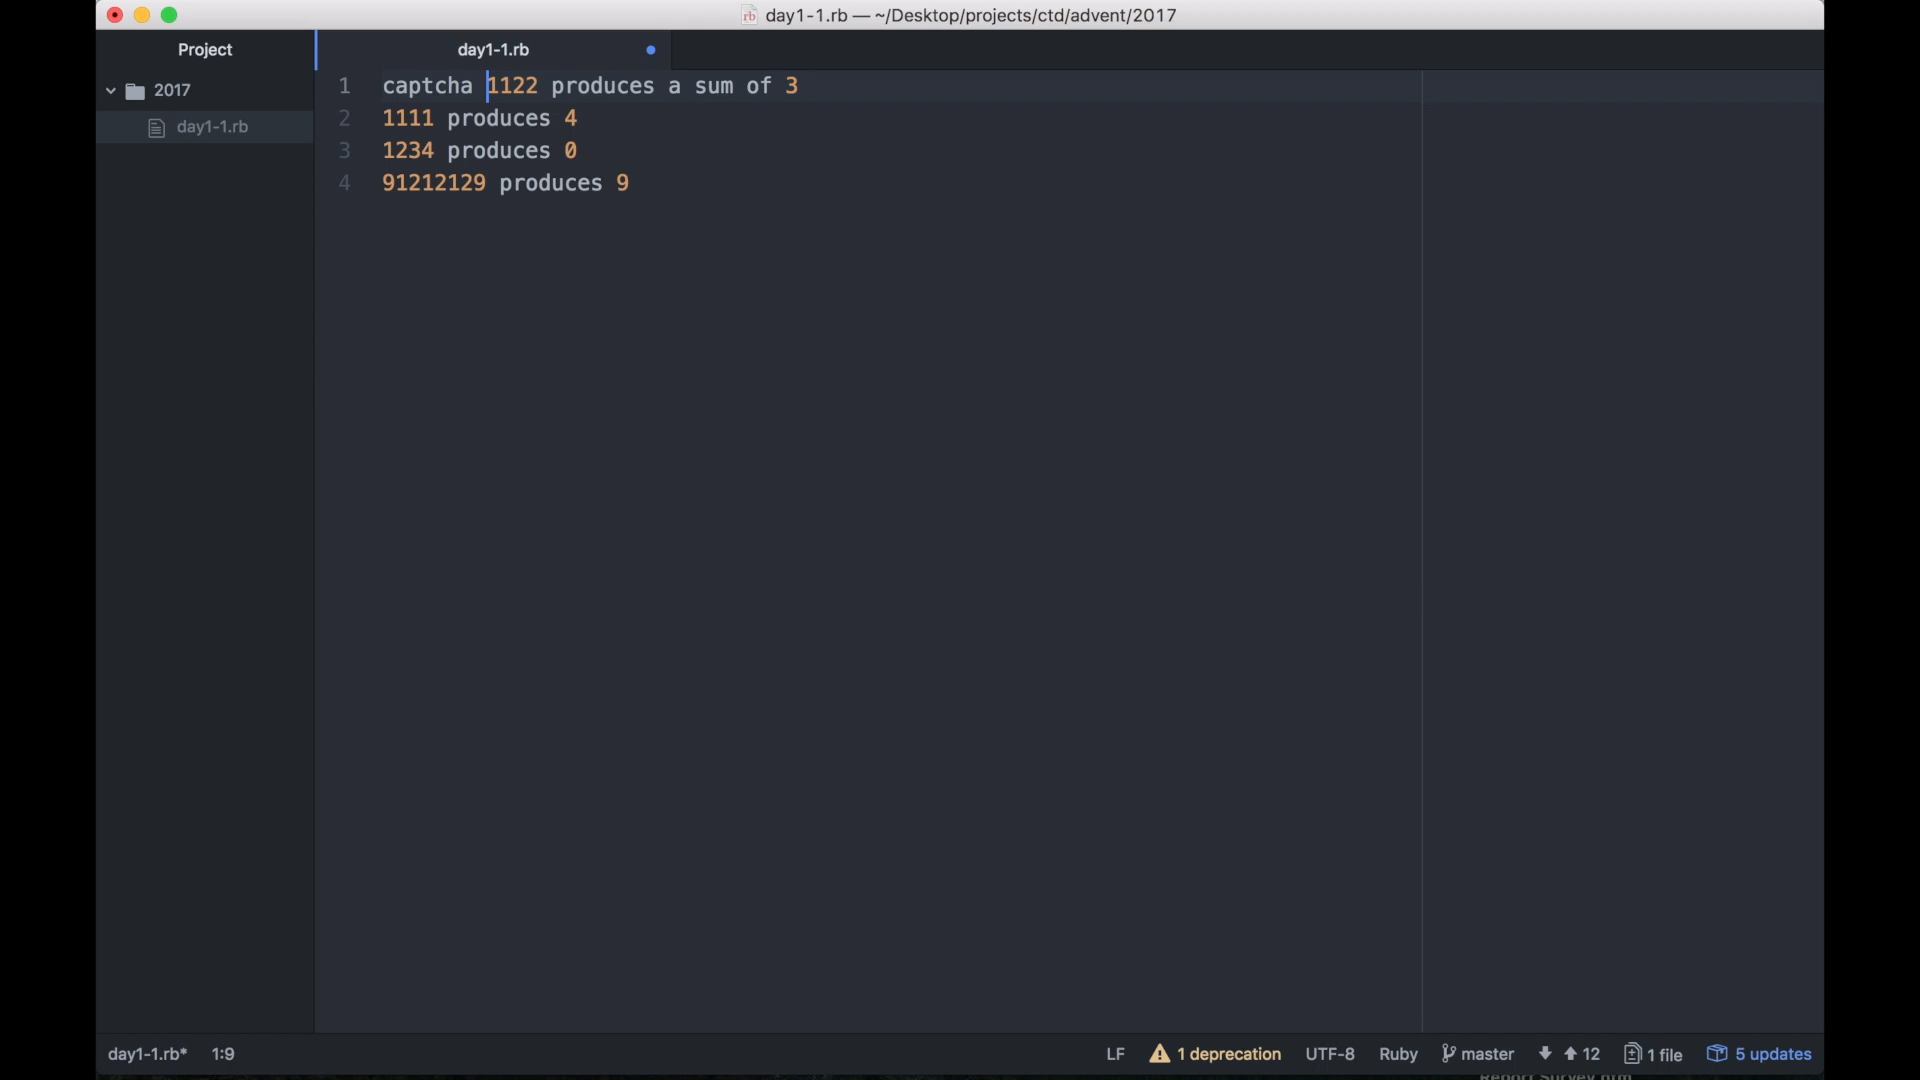 day1-1.rb — ~/Desktop/projects/ctd/advent/2017
Project
day1-1.rb
2017
day1-1.rb
1 captcha 1122 produces a sum of 3
2 1111 produces 4
3 1234 produces 0
4 91212129 produces 9
day1-1.rb* 1:9 LF 1 deprecation UTF-8 Ruby master 12 1 file 5 updates